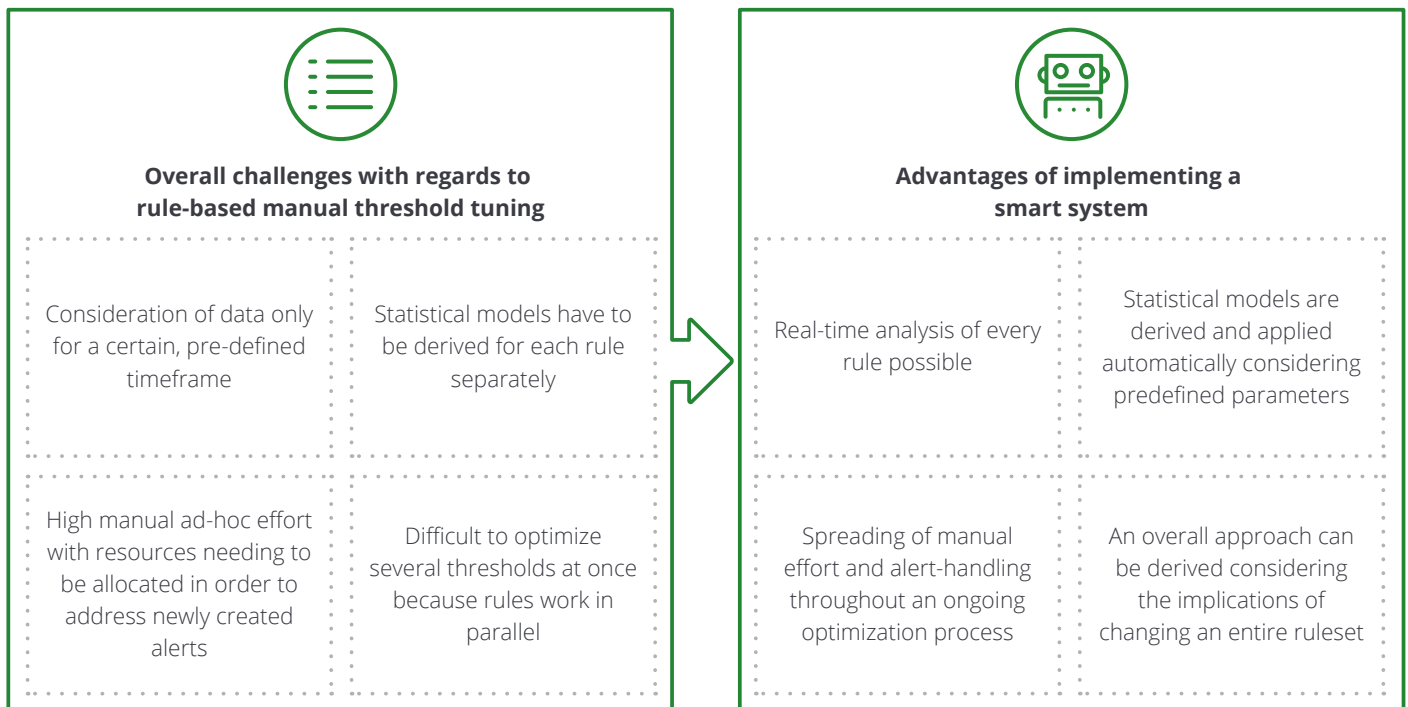 Overall challenges with regards to
rule-based manual threshold tuning
Consideration of data only
for a certain, pre-defined
timeframe
Statistical models have to
be derived for each rule
separately
High manual ad-hoc effort
with resources needing to
be allocated in order to
address newly created
alerts
Difficult to optimize
several thresholds at once
because rules work in
parallel
Advantages of implementing a
smart system
Real-time analysis of every
rule possible
Statistical models are
derived and applied
automatically considering
predefined parameters
Spreading of manual
effort and alert-handling
throughout an ongoing
optimization process
An overall approach can
be derived considering
the implications of
changing an entire ruleset